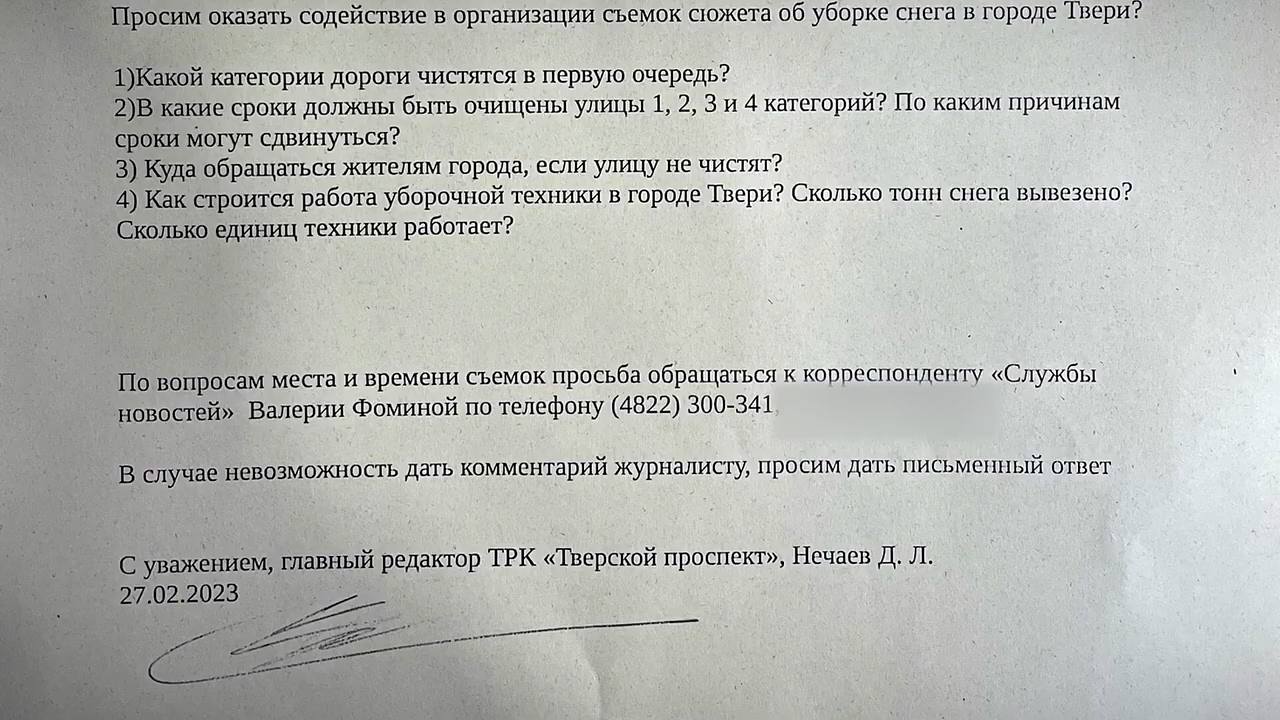 Просим оказать содействие в организации съемок сюжета об уборке снега в городе Твери?
1)Какой категории дороги чистятся в первую очередь?
2)В какие сроки должны быть очищены улицы 1, 2, 3 и 4 категорий? По каким причинам
сроки могут сдвинуться?
3) Куда обращаться жителям города, если улицу не чистят?
4) Как строится работа уборочной техники в городе Твери? Сколько тонн снега вывезено?
Сколько единиц техники работает?
По вопросам места и времени съемок просьба обращаться к корреспонденту «Службы
новостей» Валерии Фоминой по телефону (4822) 300-341
В случае невозможность дать комментарий журналисту, просим дать письменный ответ
С уважением, главный редактор ТРК «Тверской проспект», Нечаев Д. Л.
27.02.2023